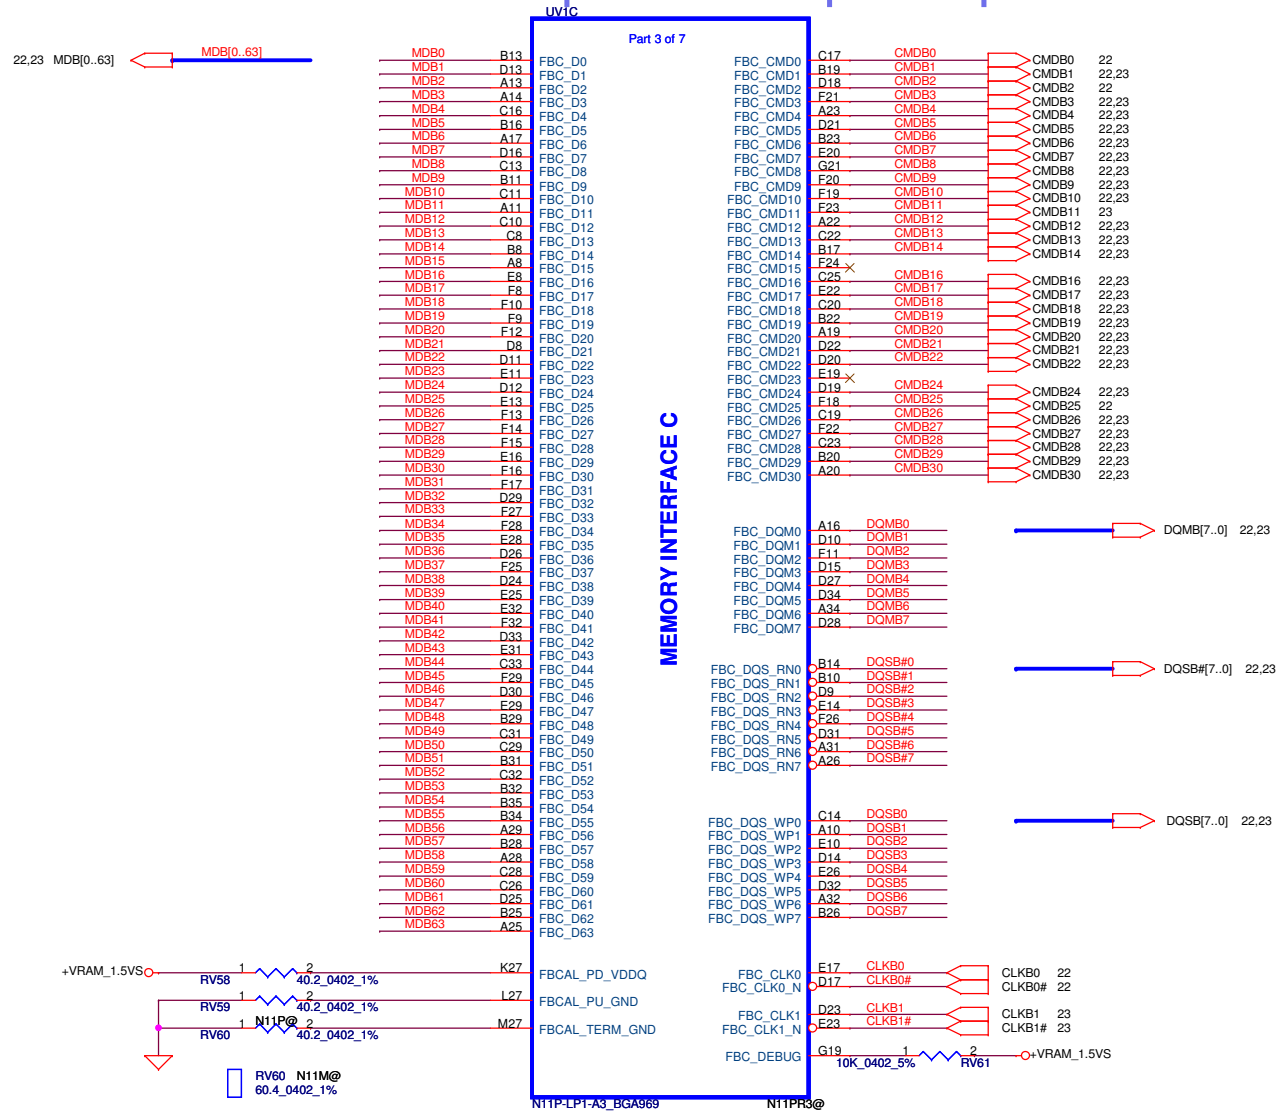 UV1C
Part 3 of 7
22,23 MDB[0..63] MDB[0..63]
MDB0 B13 FBC_D0
MDB1 D13 FBC_D1
MDB2 A13 FBC_D2
MDB3 A14 FBC_D3
MDB4 C16 FBC_D4
MDB5 B16 FBC_D5
MDB6 A17 FBC_D6
MDB7 D16 FBC_D7
MDB8 C13 FBC_D8
MDB9 B11 FBC_D9
MDB10 C11 FBC_D10
MDB11 A11 FBC_D11
MDB12 C10 FBC_D12
MDB13 C8 FBC_D13
MDB14 B8 FBC_D14
MDB15 A8 FBC_D15
MDB16 E8 FBC_D16
MDB17 F8 FBC_D17
MDB18 F10 FBC_D18
MDB19 F9 FBC_D19
MDB20 F12 FBC_D20
MDB21 D8 FBC_D21
MDB22 D11 FBC_D22
MDB23 E11 FBC_D23
MDB24 D12 FBC_D24
MDB25 E13 FBC_D25
MDB26 F13 FBC_D26
MDB27 F14 FBC_D27
MDB28 F15 FBC_D28
MDB29 E16 FBC_D29
MDB30 F16 FBC_D30
MDB31 F17 FBC_D31
MDB32 D29 FBC_D32
MDB33 F27 FBC_D33
MDB34 F28 FBC_D34
MDB35 E28 FBC_D35
MDB36 D26 FBC_D36
MDB37 F25 FBC_D37
MDB38 D24 FBC_D38
MDB39 E25 FBC_D39
MDB40 E32 FBC_D40
MDB41 F32 FBC_D41
MDB42 D33 FBC_D42
MDB43 E31 FBC_D43
MDB44 C33 FBC_D44
MDB45 F29 FBC_D45
MDB46 D30 FBC_D46
MDB47 E29 FBC_D47
MDB48 B29 FBC_D48
MDB49 C31 FBC_D49
MDB50 C29 FBC_D50
MDB51 B31 FBC_D51
MDB52 C32 FBC_D52
MDB53 B32 FBC_D53
MDB54 B35 FBC_D54
MDB55 B34 FBC_D55
MDB56 A29 FBC_D56
MDB57 B28 FBC_D57
MDB58 A28 FBC_D58
MDB59 C28 FBC_D59
MDB60 C26 FBC_D60
MDB61 D25 FBC_D61
MDB62 B25 FBC_D62
MDB63 A25 FBC_D63
+VRAM_1.5VS RV58 1 2 40.2_0402_1% K27 FBCAL_PD_VDDQ
RV59 1 2 40.2_0402_1% L27 FBCAL_PU_GND
RV60 1 N11P@ 2 40.2_0402_1% M27 FBCAL_TERM_GND
RV60 N11M@
60.4_0402_1%
MEMORY INTERFACE C
FBC_CMD0 C17 CMDB0 CMDB0 22
FBC_CMD1 B19 CMDB1 CMDB1 22,23
FBC_CMD2 D18 CMDB2 CMDB2 22
FBC_CMD3 F21 CMDB3 CMDB3 22,23
FBC_CMD4 A23 CMDB4 CMDB4 22,23
FBC_CMD5 D21 CMDB5 CMDB5 22,23
FBC_CMD6 B23 CMDB6 CMDB6 22,23
FBC_CMD7 E20 CMDB7 CMDB7 22,23
FBC_CMD8 G21 CMDB8 CMDB8 22,23
FBC_CMD9 F20 CMDB9 CMDB9 22,23
FBC_CMD10 F19 CMDB10 CMDB10 22,23
FBC_CMD11 F23 CMDB11 CMDB11 23
FBC_CMD12 A22 CMDB12 CMDB12 22,23
FBC_CMD13 C22 CMDB13 CMDB13 22,23
FBC_CMD14 B17 CMDB14 CMDB14 22,23
FBC_CMD15 F24
FBC_CMD16 C25 CMDB16 CMDB16 22,23
FBC_CMD17 E22 CMDB17 CMDB17 22,23
FBC_CMD18 C20 CMDB18 CMDB18 22,23
FBC_CMD19 B22 CMDB19 CMDB19 22,23
FBC_CMD20 A19 CMDB20 CMDB20 22,23
FBC_CMD21 D22 CMDB21 CMDB21 22,23
FBC_CMD22 D20 CMDB22 CMDB22 22,23
FBC_CMD23 E19
FBC_CMD24 D19 CMDB24 CMDB24 22,23
FBC_CMD25 F18 CMDB25 CMDB25 22
FBC_CMD26 C19 CMDB26 CMDB26 22,23
FBC_CMD27 F22 CMDB27 CMDB27 22,23
FBC_CMD28 C23 CMDB28 CMDB28 22,23
FBC_CMD29 B20 CMDB29 CMDB29 22,23
FBC_CMD30 A20 CMDB30 CMDB30 22,23
FBC_DQM0 A16 DQMB0 DQMB[7..0] 22,23
FBC_DQM1 D10 DQMB1
FBC_DQM2 F11 DQMB2
FBC_DQM3 D15 DQMB3
FBC_DQM4 D27 DQMB4
FBC_DQM5 D34 DQMB5
FBC_DQM6 A34 DQMB6
FBC_DQM7 D28 DQMB7
FBC_DQS_RN0 B14 DQSB#0 DQSB#[7..0] 22,23
FBC_DQS_RN1 B10 DQSB#1
FBC_DQS_RN2 D9 DQSB#2
FBC_DQS_RN3 E14 DQSB#3
FBC_DQS_RN4 F26 DQSB#4
FBC_DQS_RN5 D31 DQSB#5
FBC_DQS_RN6 A31 DQSB#6
FBC_DQS_RN7 A26 DQSB#7
FBC_DQS_WP0 C14 DQSB0 DQSB[7..0] 22,23
FBC_DQS_WP1 A10 DQSB1
FBC_DQS_WP2 E10 DQSB2
FBC_DQS_WP3 D14 DQSB3
FBC_DQS_WP4 E26 DQSB4
FBC_DQS_WP5 D32 DQSB5
FBC_DQS_WP6 A32 DQSB6
FBC_DQS_WP7 B26 DQSB7
FBC_CLK0 E17 CLKB0 CLKB0 22
FBC_CLK0_N D17 CLKB0# CLKB0# 22
FBC_CLK1 D23 CLKB1 CLKB1 23
FBC_CLK1_N E23 CLKB1# CLKB1# 23
FBC_DEBUG G19 10K_0402_5% 1 2 RV61 +VRAM_1.5VS
N11P-LP1-A3_BGA969 N11PR3@